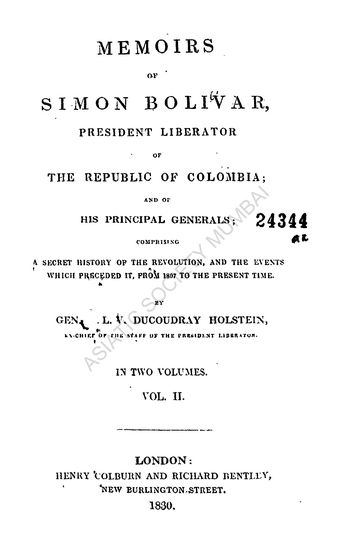 MEMOIRS
OF
SIMON BOLIVAR,
PRESIDENT LIBERATOR
OF
THE REPUBLIC OF COLOMBIA;
AND OF
HIS PRINCIPAL GENERALS;
24344
COMPRISING
A SECRET HISTORY OF THE REVOLUTION, AND THE EVENTS
WHICH PRECEDED IT, FROM 1807 TO THE PRESENT TIME.
BY
GEN. L. V. DUCOUDRAY HOLSTEIN,
EX-CHIEF OF THE STAFF OF THE PRESIDENT LIBERATOR.
IN TWO VOLUMES.
VOL. II.
LONDON:
HENRY COLBURN AND RICHARD BENTLEY,
NEW BURLINGTON STREET.
1830.
ASIATIC SOCIETY MUMBAI